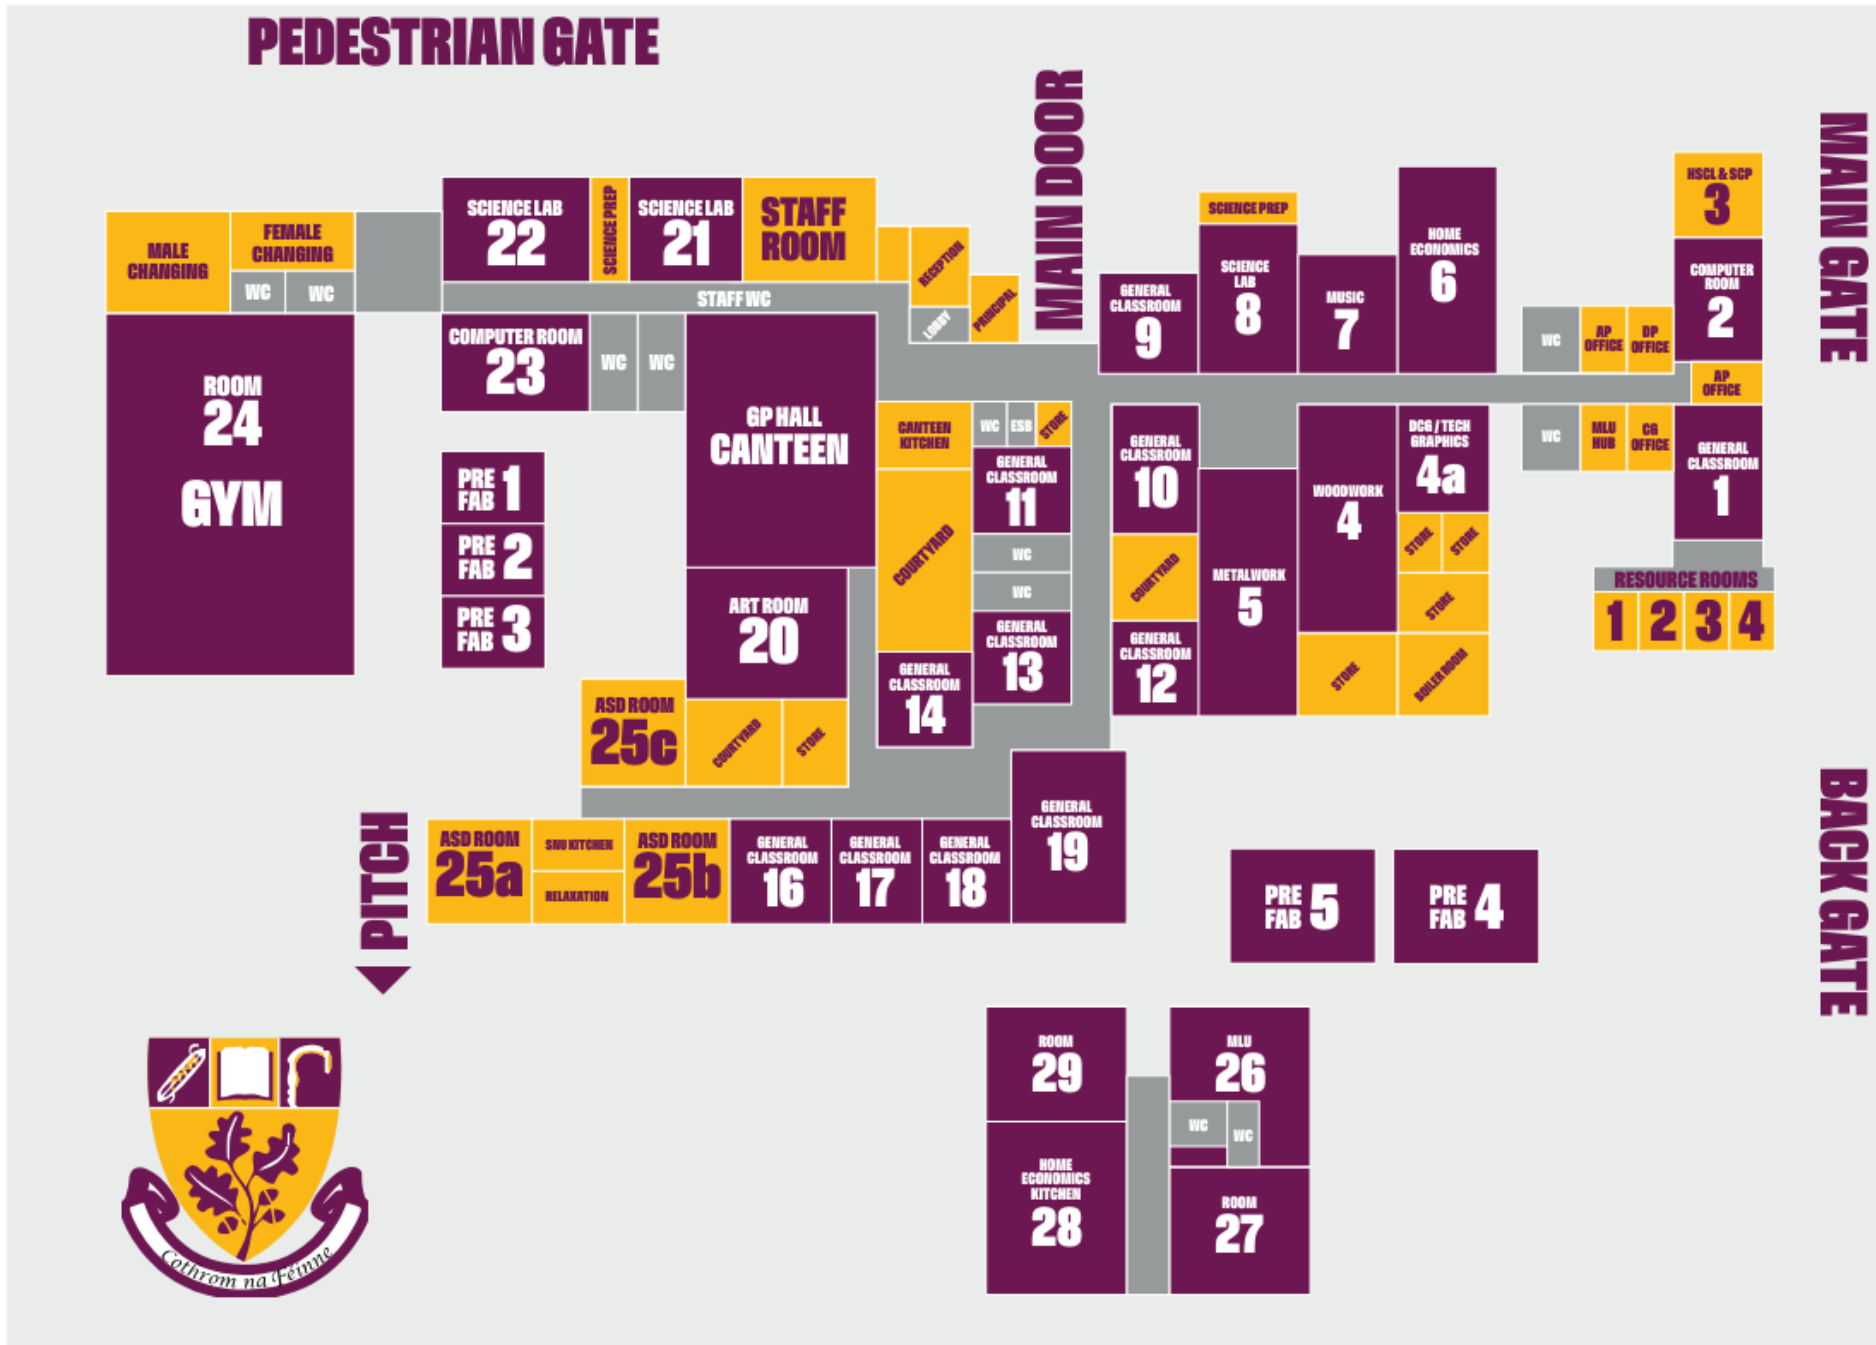 PEDESTRIAN GATE
MAIN DOOR
MAIN GATE
MALE
CHANGING
FEMALE
CHANGING
WC
WC
SCIENCE LAB
22
SCIENCE PREP
SCIENCE LAB
21
STAFF
ROOM
RECEPTION
LOBBY
PRINCIPAL
STAFF WC
SCIENCE PREP
GENERAL
CLASSROOM
9
SCIENCE
LAB
8
MUSIC
7
HOME
ECONOMICS
6
WC
AP
OFFICE
DP
OFFICE
HSCL & SCP
3
COMPUTER
ROOM
2
AP
OFFICE
ROOM
24
GYM
COMPUTER ROOM
23
WC
WC
GP HALL
CANTEEN
CANTEEN
KITCHEN
WC
ESB
STORE
GENERAL
CLASSROOM
11
COURTYARD
WC
WC
GENERAL
CLASSROOM
13
GENERAL
CLASSROOM
14
GENERAL
CLASSROOM
10
COURTYARD
GENERAL
CLASSROOM
12
METALWORK
5
WOODWORK
4
DCG / TECH
GRAPHICS
4a
STORE
STORE
STORE
STORE
BOILER ROOM
WC
MLU
HUB
CG
OFFICE
GENERAL
CLASSROOM
1
RESOURCE ROOMS
1 2 3 4
PRE
FAB 1
PRE
FAB 2
PRE
FAB 3
ART ROOM
20
ASD ROOM
25c
COURTYARD
STORE
PITCH
ASD ROOM
25a
SNU KITCHEN
RELAXATION
ASD ROOM
25b
GENERAL
CLASSROOM
16
GENERAL
CLASSROOM
17
GENERAL
CLASSROOM
18
GENERAL
CLASSROOM
19
PRE
FAB 5
PRE
FAB 4
BACK GATE
ROOM
29
MLU
26
WC
WC
HOME
ECONOMICS
KITCHEN
28
ROOM
27
Cothrom na Féinne